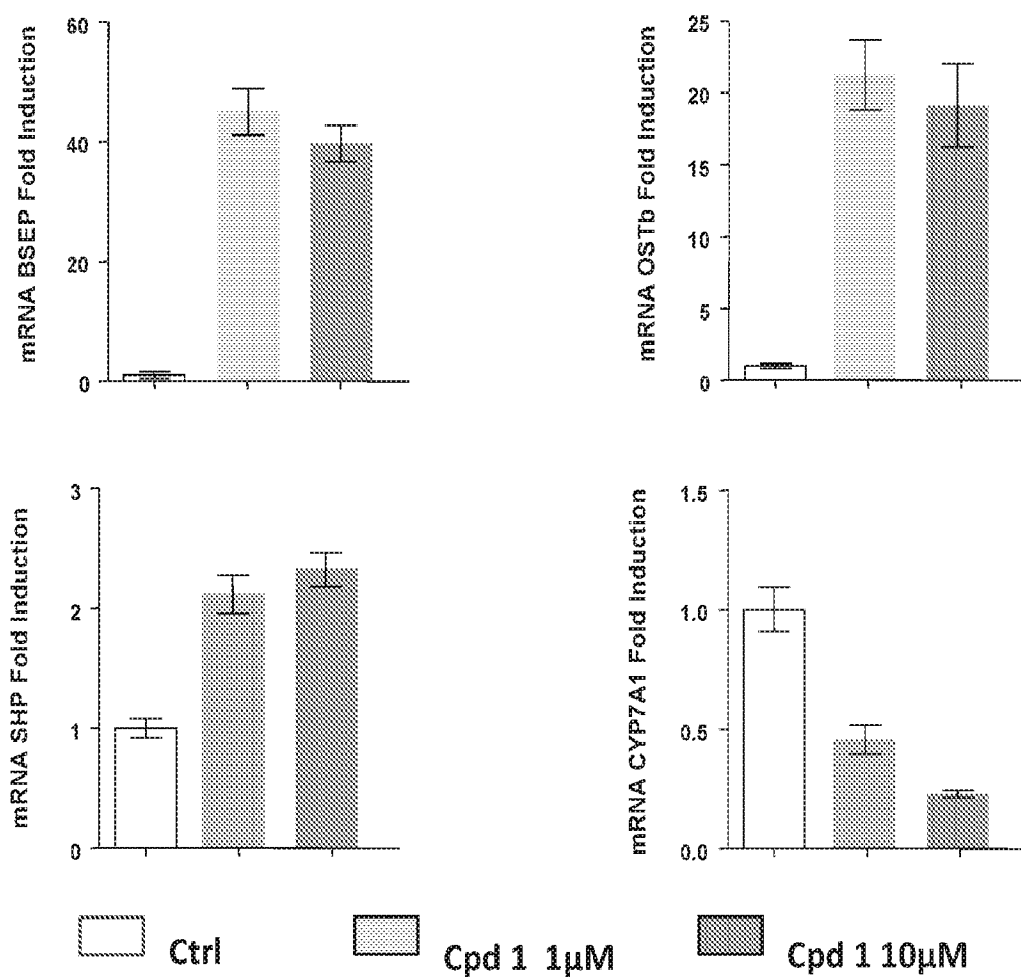 mRNA BSEP Fold Induction
60
40
20
0
mRNA OSTb Fold Induction
25
20
15
10
5
0
mRNA SHP Fold Induction
3
2
1
0
mRNA CYP7A1 Fold Induction
1.5
1.0
0.5
0.0
Ctrl
Cpd 1 1µM
Cpd 1 10µM